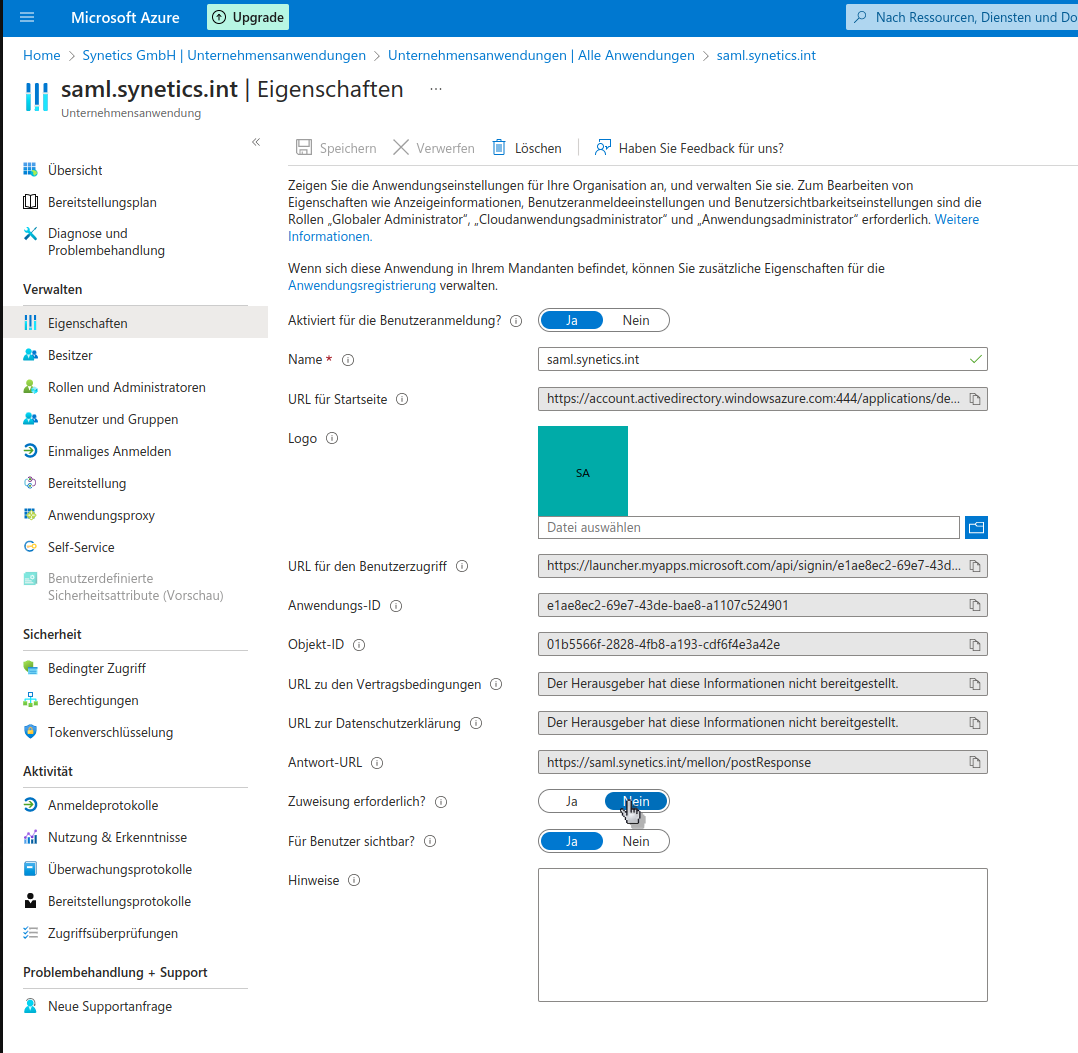 Microsoft Azure
Upgrade
Nach Ressourcen, Diensten und Do
Home > Synetics GmbH | Unternehmensanwendungen > Unternehmensanwendungen | Alle Anwendungen > saml.synetics.int
saml.synetics.int | Eigenschaften ...
Unternehmensanwendung
«
Übersicht
Bereitstellungsplan
Diagnose und
Problembehandlung
Verwalten
Eigenschaften
Besitzer
Rollen und Administratoren
Benutzer und Gruppen
Einmaliges Anmelden
Bereitstellung
Anwendungsproxy
Self-Service
Benutzerdefinierte
Sicherheitsattribute (Vorschau)
Sicherheit
Bedingter Zugriff
Berechtigungen
Tokenverschlüsselung
Aktivität
Anmeldeprotokolle
Nutzung & Erkenntnisse
Überwachungsprotokolle
Bereitstellungsprotokolle
Zugriffsüberprüfungen
Problembehandlung + Support
Neue Supportanfrage
Speichern
Verwerfen
Löschen
Haben Sie Feedback für uns?
Zeigen Sie die Anwendungseinstellungen für Ihre Organisation an, und verwalten Sie sie. Zum Bearbeiten von
Eigenschaften wie Anzeigeinformationen, Benutzeranmeldeeinstellungen und Benutzersichtbarkeitseinstellungen sind die
Rollen „Globaler Administrator“, „Cloudanwendungsadministrator“ und „Anwendungsadministrator“ erforderlich. Weitere
Informationen.
Wenn sich diese Anwendung in Ihrem Mandanten befindet, können Sie zusätzliche Eigenschaften für die
Anwendungsregistrierung verwalten.
Aktiviert für die Benutzeranmeldung? Ja Nein
Name * saml.synetics.int
URL für Startseite https://account.activedirectory.windowsazure.com:444/applications/de...
Logo
SA
Datei auswählen
URL für den Benutzerzugriff https://launcher.myapps.microsoft.com/api/signin/e1ae8ec2-69e7-43d...
Anwendungs-ID e1ae8ec2-69e7-43de-bae8-a1107c524901
Objekt-ID 01b5566f-2828-4fb8-a193-cdf6f4e3a42e
URL zu den Vertragsbedingungen Der Herausgeber hat diese Informationen nicht bereitgestellt.
URL zur Datenschutzerklärung Der Herausgeber hat diese Informationen nicht bereitgestellt.
Antwort-URL https://saml.synetics.int/mellon/postResponse
Zuweisung erforderlich? Ja Nein
Für Benutzer sichtbar? Ja Nein
Hinweise